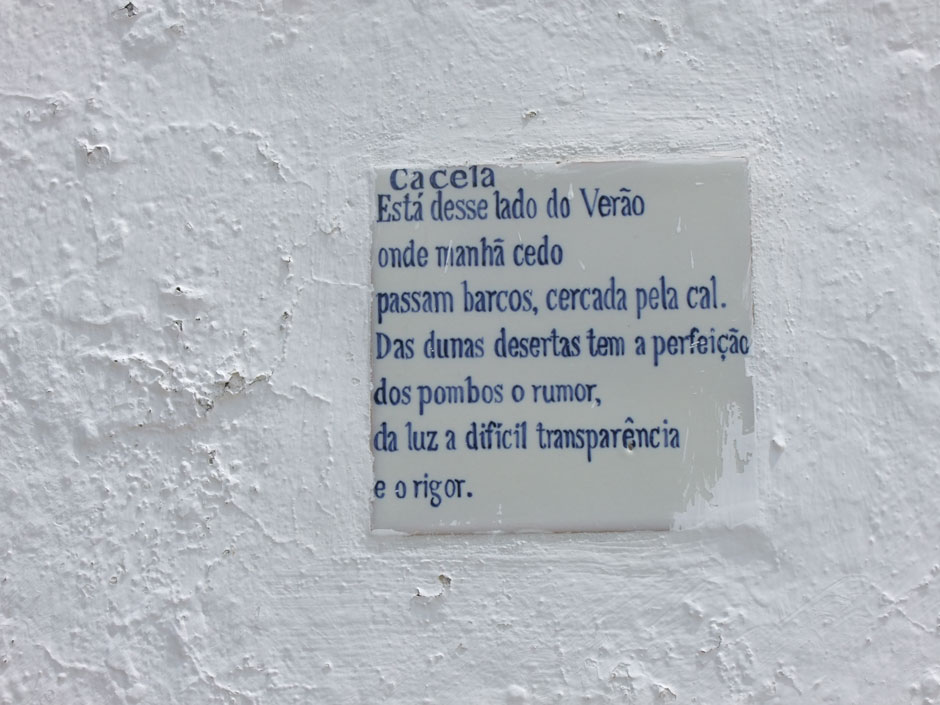 Cacela
Está desse lado do Verão
onde manhã cedo
passam barcos, cercada pela cal.
Das dunas desertas tem a perfeição
dos pombos o rumor,
da luz a difícil transparência
e o rigor.